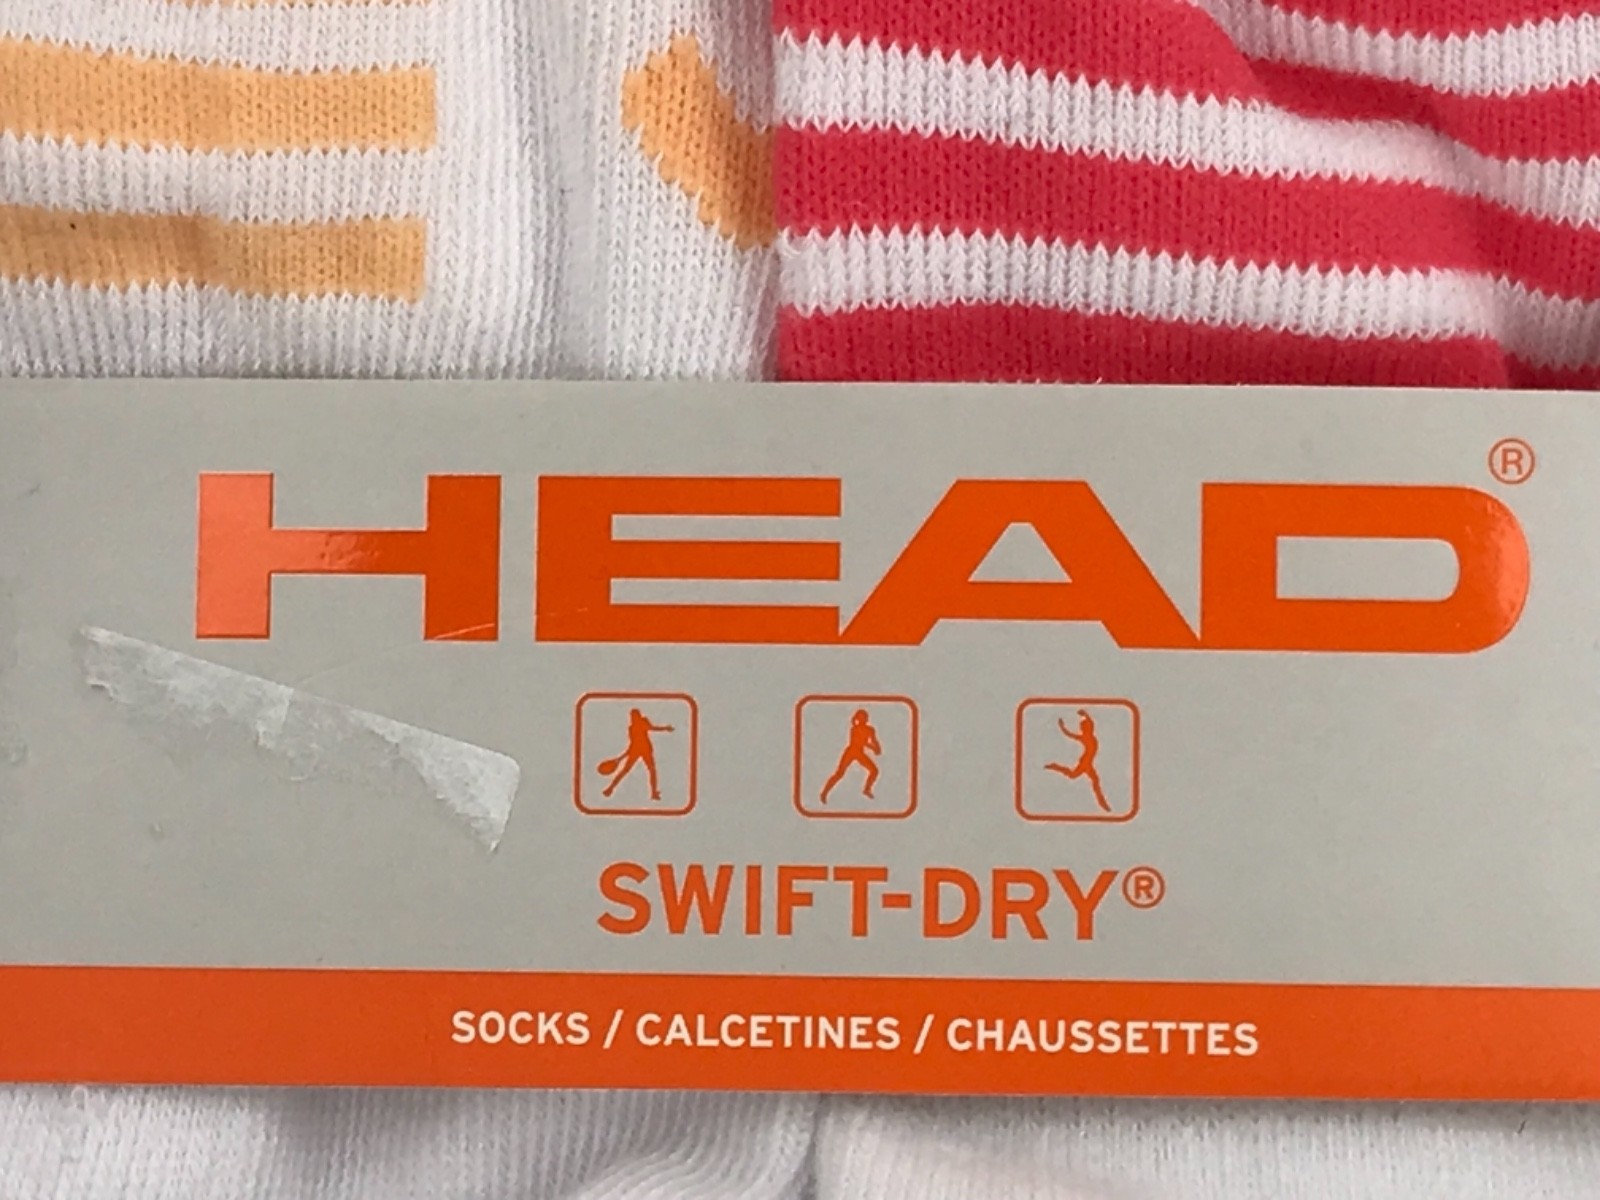 HEAD®
SWIFT-DRY®
SOCKS / CALCETINES / CHAUSSETTES